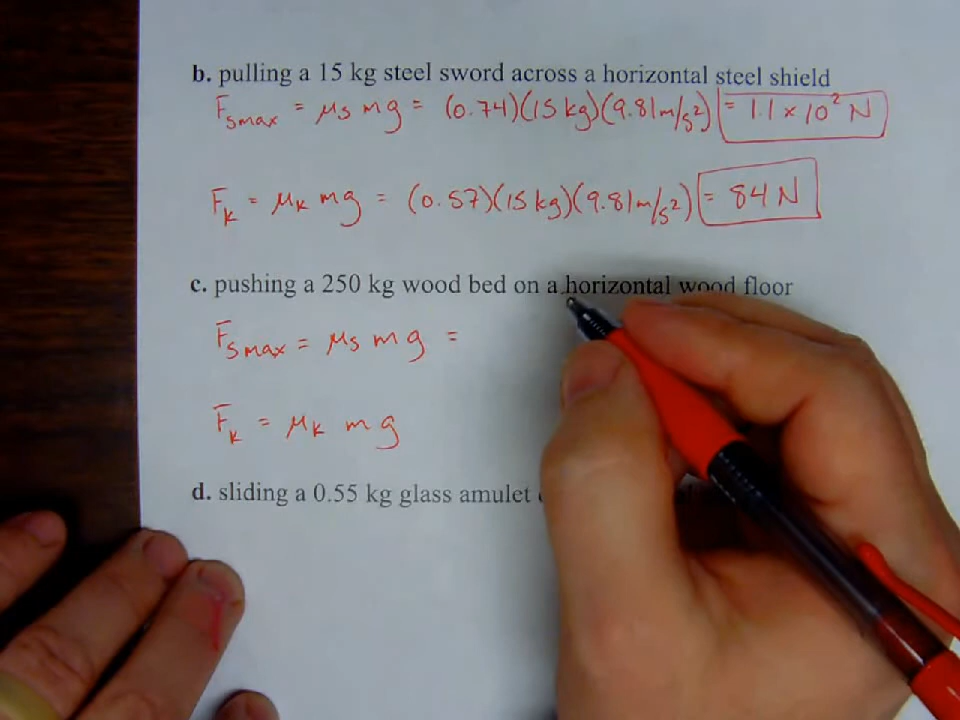 b. pulling a 15 kg steel sword across a horizontal steel shield
Fsmax = μs mg = (0.74)(15 kg)(9.81m/s²) = 1.1 × 10² N
Fk = μk mg = (0.57)(15 kg)(9.81m/s²) = 84 N
c. pushing a 250 kg wood bed on a horizontal wood floor
Fsmax = μs mg =
Fk = μk mg
d. sliding a 0.55 kg glass amulet